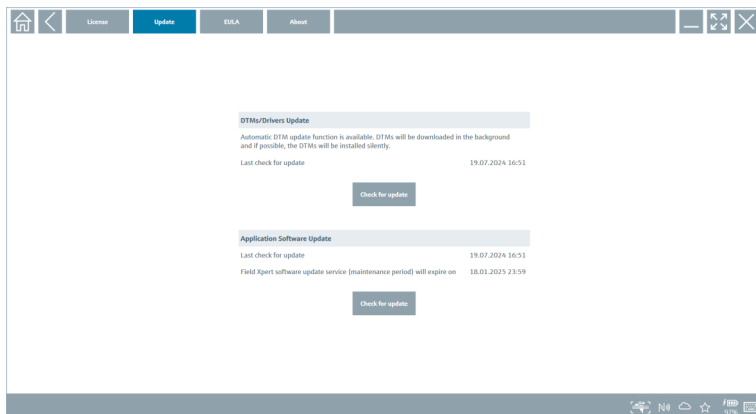 License Update EULA About
DTMs/Drivers Update
Automatic DTM update function is available. DTMs will be downloaded in the background
and if possible, the DTMs will be installed silently.
Last check for update 19.07.2024 16:51
Check for update
Application Software Update
Last check for update 19.07.2024 16:51
Field Xpert software update service (maintenance period) will expire on 18.01.2025 23:59
Check for update
97%